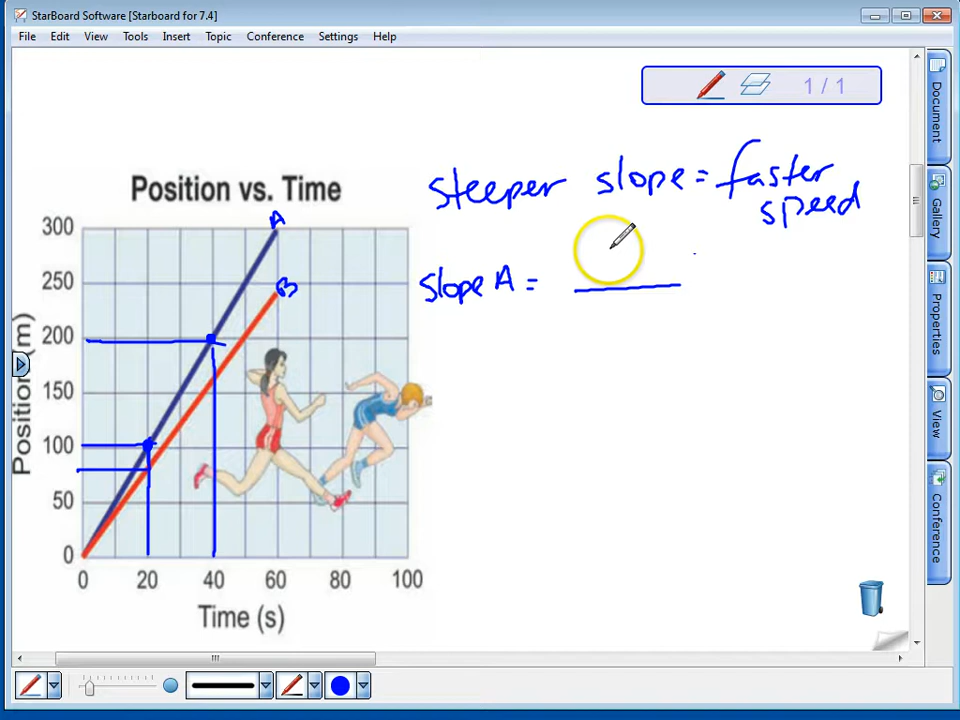 StarBoard Software [Starboard for 7.4]
File Edit View Tools Insert Topic Conference Settings Help
1 / 1
Document
Gallery
Properties
View
Conference
steeper slope = faster
speed
Position vs. Time
A
B
slope A =
300
250
200
150
100
50
0
Position (m)
0 20 40 60 80 100
Time (s)